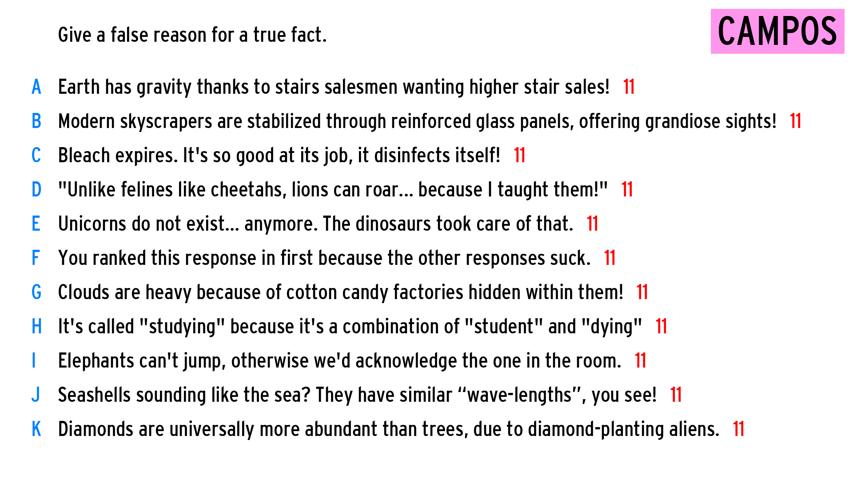 Give a false reason for a true fact.
CAMPOS
A Earth has gravity thanks to stairs salesmen wanting higher stair sales! 11
B Modern skyscrapers are stabilized through reinforced glass panels, offering grandiose sights! 11
C Bleach expires. It's so good at its job, it disinfects itself! 11
D "Unlike felines like cheetahs, lions can roar... because I taught them!" 11
E Unicorns do not exist... anymore. The dinosaurs took care of that. 11
F You ranked this response in first because the other responses suck. 11
G Clouds are heavy because of cotton candy factories hidden within them! 11
H It's called "studying" because it's a combination of "student" and "dying" 11
I Elephants can't jump, otherwise we'd acknowledge the one in the room. 11
J Seashells sounding like the sea? They have similar “wave-lengths”, you see! 11
K Diamonds are universally more abundant than trees, due to diamond-planting aliens. 11